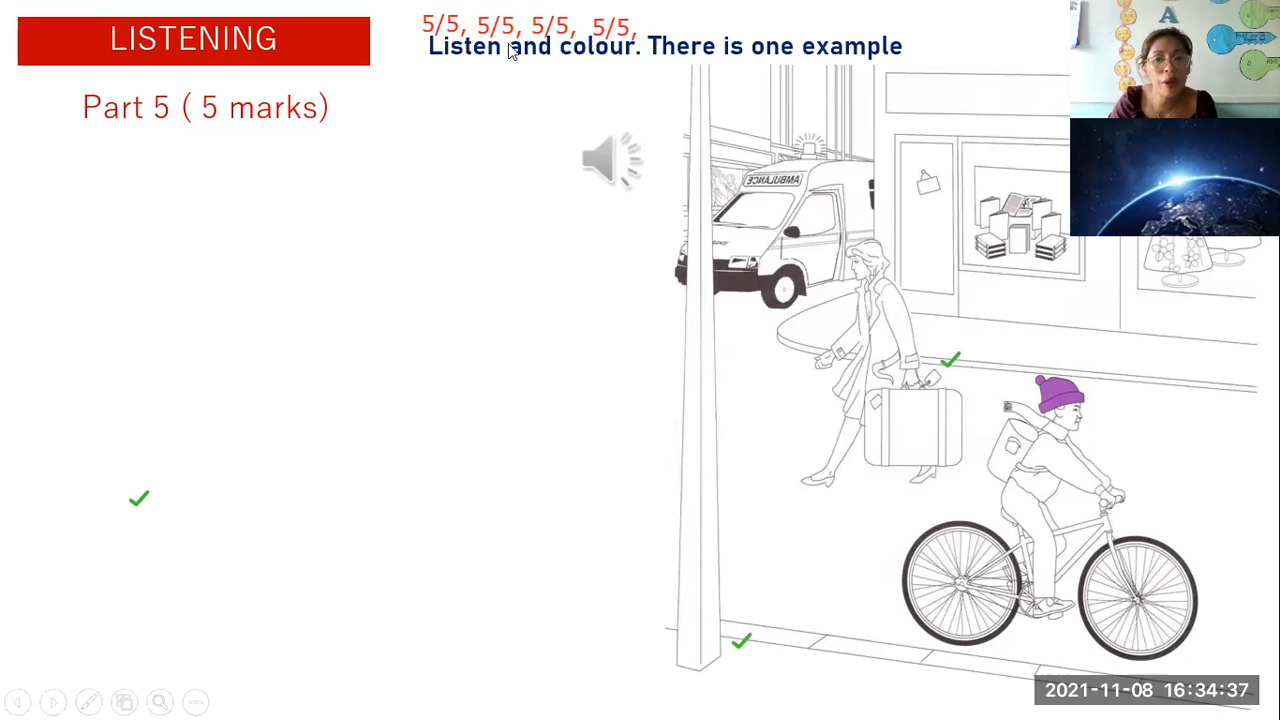 LISTENING
5/5, 5/5, 5/5, 5/5,
Listen and colour. There is one example
Part 5 ( 5 marks)
A
AMBULANCE
2021-11-08 16:34:37